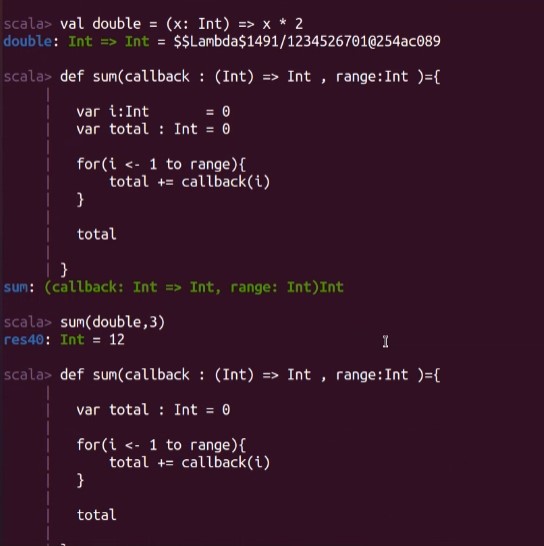 scala> val double = (x: Int) => x * 2
double: Int => Int = $$Lambda$1491/1234526701@254ac089
scala> def sum(callback : (Int) => Int , range:Int )={
|
| var i:Int = 0
| var total : Int = 0
|
| for(i <- 1 to range){
| total += callback(i)
| }
|
| total
|
| }
sum: (callback: Int => Int, range: Int)Int
scala> sum(double,3)
res40: Int = 12
scala> def sum(callback : (Int) => Int , range:Int )={
|
| var total : Int = 0
|
| for(i <- 1 to range){
| total += callback(i)
| }
|
| total
|
| }